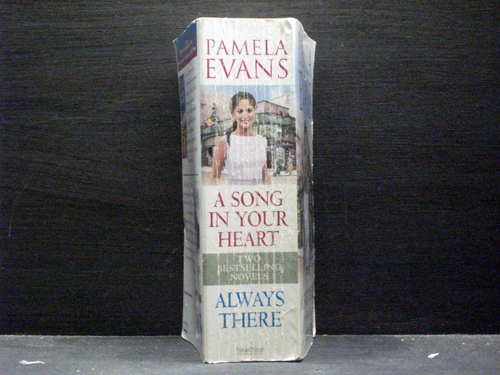 PAMELA
EVANS
A SONG
IN YOUR
HEART
TWO
BESTSELLING
NOVELS
ALWAYS
THERE